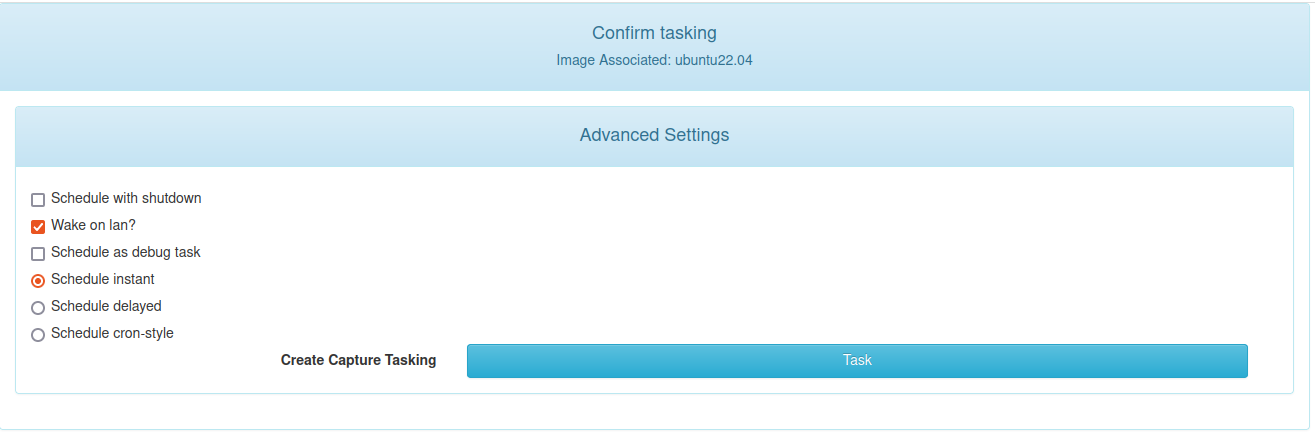 Confirm tasking
Image Associated: ubuntu22.04
Advanced Settings
Schedule with shutdown
Wake on lan?
Schedule as debug task
Schedule instant
Schedule delayed
Schedule cron-style
Create Capture Tasking Task